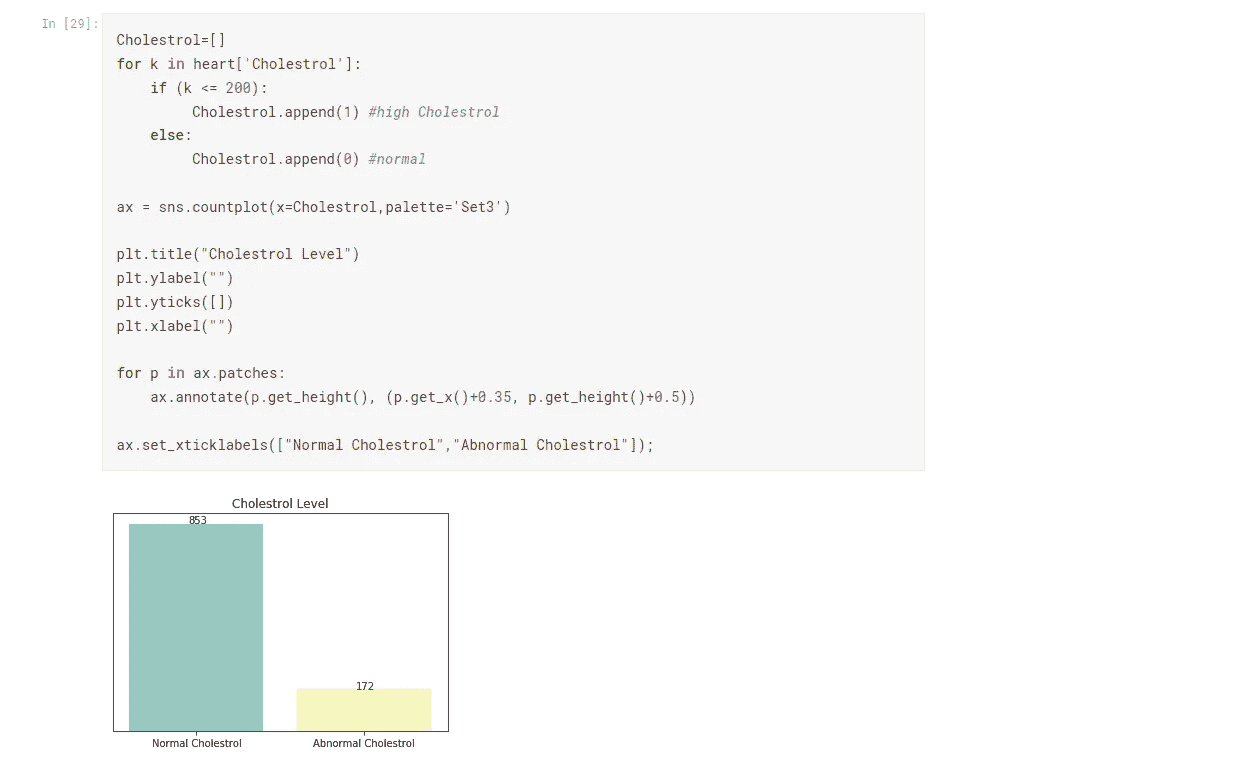 In [29]:
Cholestrol=[]
for k in heart['Cholestrol']:
    if (k <= 200):
         Cholestrol.append(1) #high Cholestrol
    else:
         Cholestrol.append(0) #normal
ax = sns.countplot(x=Cholestrol,palette='Set3')
plt.title("Cholestrol Level")
plt.ylabel("")
plt.yticks([])
plt.xlabel("")
for p in ax.patches:
    ax.annotate(p.get_height(), (p.get_x()+0.35, p.get_height()+0.5))
ax.set_xticklabels(["Normal Cholestrol","Abnormal Cholestrol"]);
Cholestrol Level
853
172
Normal Cholestrol
Abnormal Cholestrol